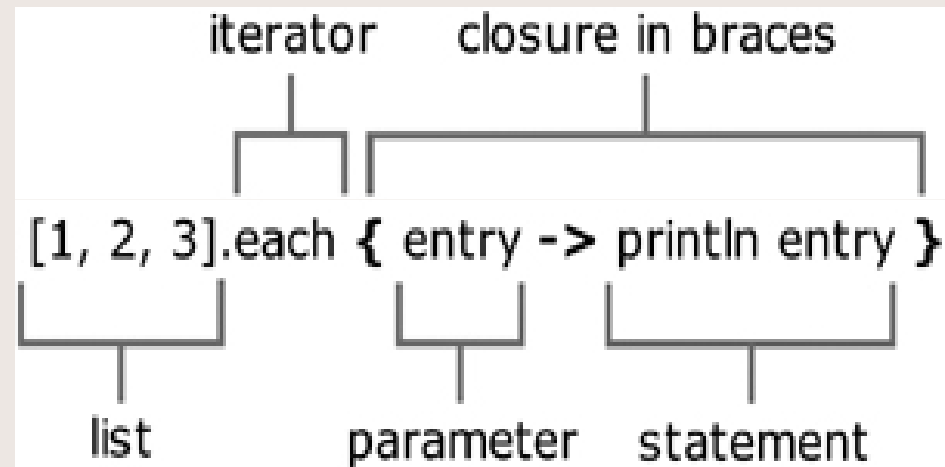 iterator closure in braces
[1, 2, 3].each { entry -> println entry }
list parameter statement